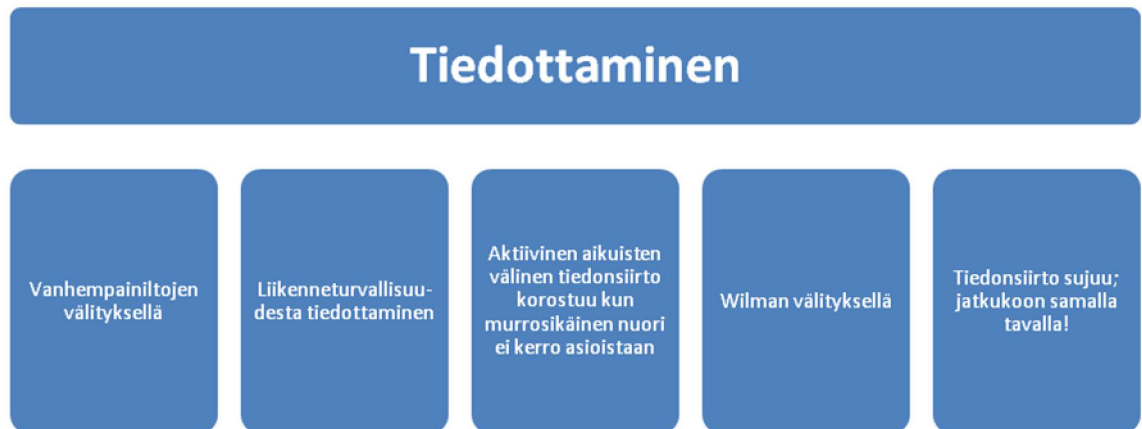 Tiedottaminen
Vanhempainiltojen
välityksellä
Liikenneturvallisuu-
desta tiedottaminen
Aktiivinen aikuisten
välinen tiedonsiirto
korostuu kun
murrosikäinen nuori
ei kerro asioistaan
Wilman välityksellä
Tiedonsiirto sujuu;
jatkukoon samalla
tavalla!